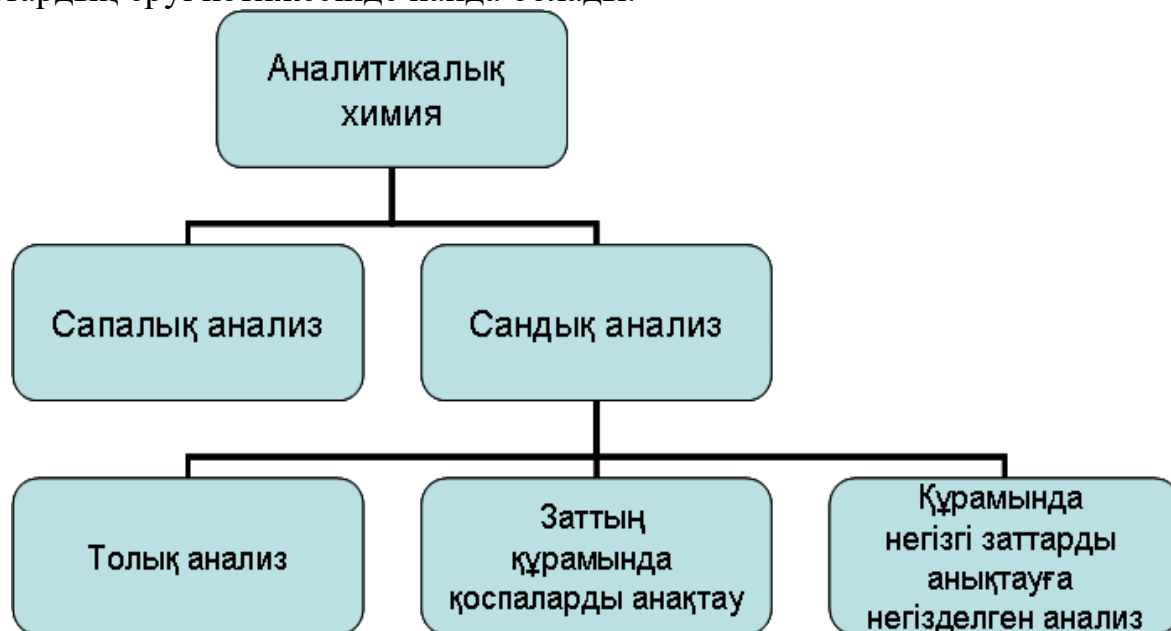 Аналитикалық
химия
Сапалық анализ
Сандық анализ
Толық анализ
Заттың
құрамында
қоспаларды анақтау
Құрамында
негізгі заттарды
анықтауға
негізделген анализ